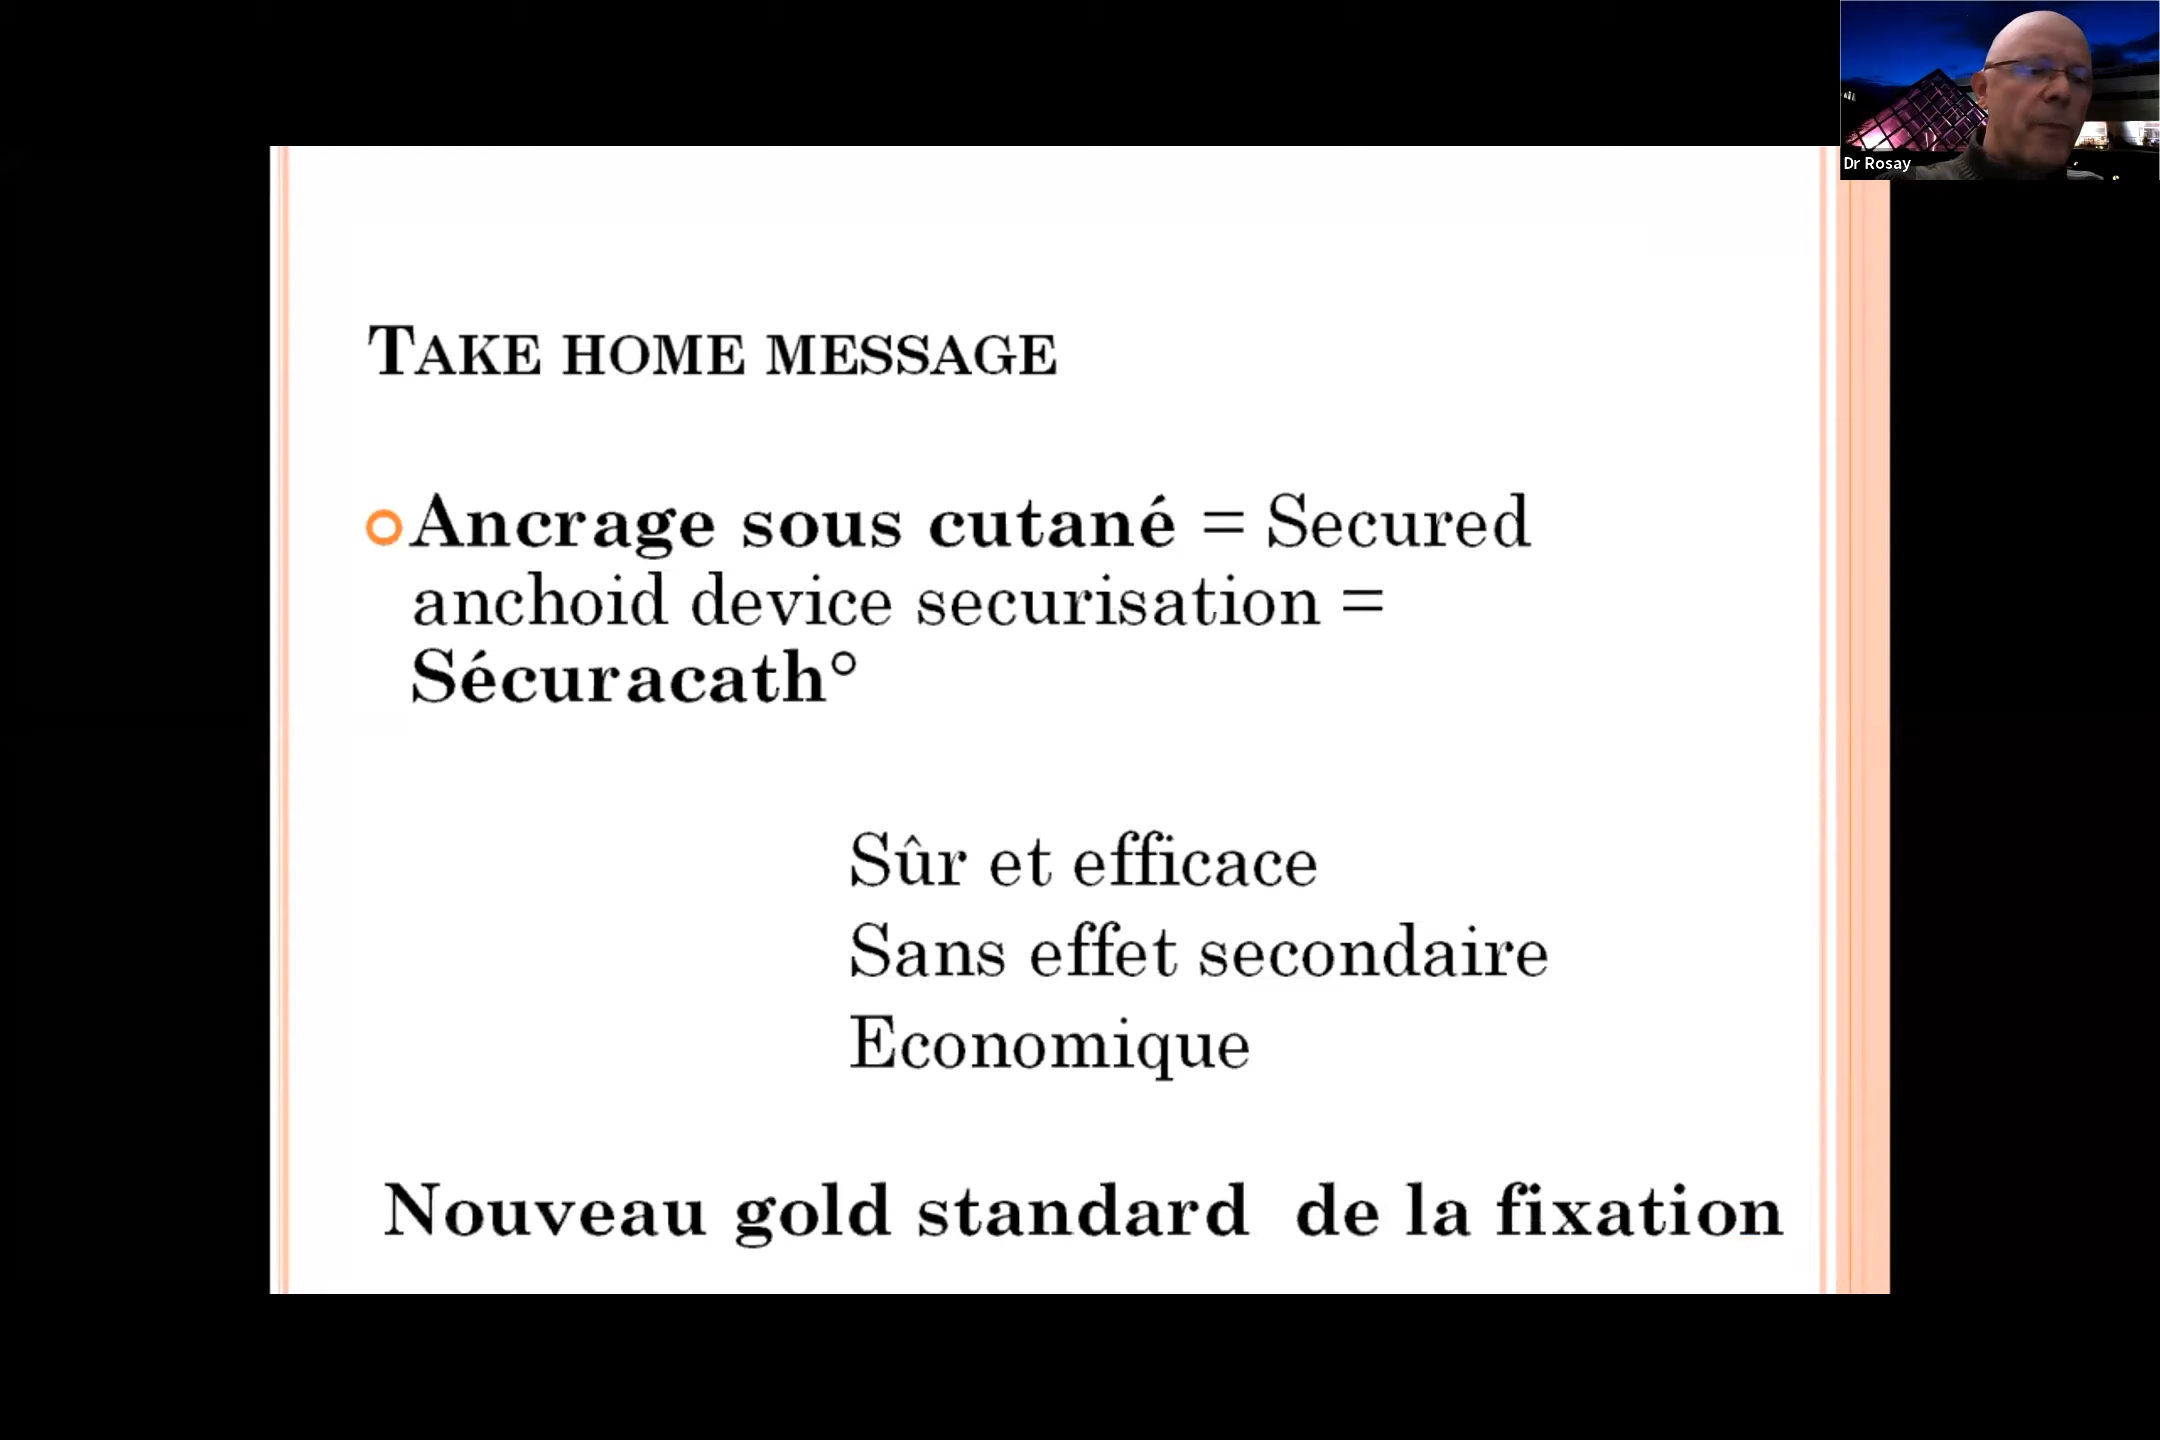 Dr Rosay
TAKE HOME MESSAGE
Ancrage sous cutané = Secured
anchoid device securisation =
Sécuracath°
Sûr et efficace
Sans effet secondaire
Economique
Nouveau gold standard de la fixation